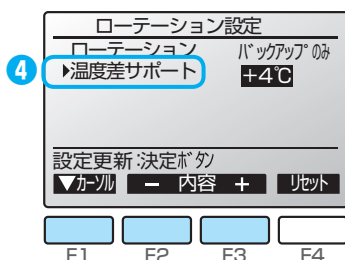 ローテーション設定
ローテーション バックアップのみ
4 ▶温度差サポート +4℃
設定更新:決定ボタン
▼カーソル － 内容 ＋ リセット
F1 F2 F3 F4